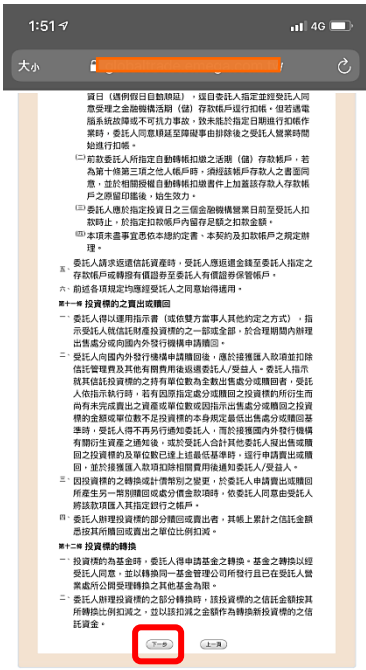 1:51
4G
大小
資日（遇例假日自動順延），逕自委託人指定並經受託人同
意受理之金融機構活期（儲）存款帳戶逕行扣帳。但若遇電
腦系統故障或不可抗力事故，致未能於指定日期進行扣帳作
業時，委託人同意順延至障礙事由排除後之受託人營業時間
始進行扣帳。
(二)前款委託人所指定自動轉帳扣繳之活期（儲）存款帳戶，若
為第十條第三項之他人帳戶時，須經該帳戶存款人之書面同
意，並於相關授權自動轉帳扣繳書件上加蓋該存款人存款帳
戶之原留印鑑後，始生效力。
(三)委託人應於指定投資日之三個金融機構營業日前至受託人扣
款時止，於指定扣款帳戶內留存足額之扣款金額。
(四)本項未盡事宜悉依本總約定書、本契約及扣款帳戶之規定辦
理。
五、委託人請求返還信託資產時，受託人應返還金錢至委託人指定之
存款帳戶或轉撥有價證券至委託人有價證券保管帳戶。
六、前述各項規定均應經受託人之同意始得適用。
第十一條 投資標的之賣出或贖回
一、委託人得以運用指示書（或依雙方當事人其他約定之方式），指
示受託人就信託財產投資標的之一部或全部，於合理期間內辦理
出售處分或向國內外發行機構申請贖回。
二、受託人向國內外發行機構申請贖回後，應於接獲匯入款項並扣除
信託管理費及其他有關費用後返還委託人/受益人。委託人指示
就其信託投資標的之持有單位數為全數出售處分或贖回者，受託
人依指示執行時，若有因原指定處分或贖回之投資標的所衍生而
尚有未完成賣出之資產或單位數或因指示出售處分或贖回之投資
標的金額或單位數不足投資標的本身規定最低出售處分或贖回基
準時，受託人得不再另行通知委託人，而於接獲國內外發行機構
有關衍生資產之通知後，或於受託人合計其他委託人擬出售或贖
回之投資標的及單位數已達上述最低基準時，逕行申請賣出或贖
回，並於接獲匯入款項扣除相關費用後通知委託人/受益人。
三、因投資標的之轉換或計價幣別之變更，於委託人申請賣出或贖回
所產生另一幣別贖回或處分價金款項時，依委託人同意由受託人
將該款項匯入其指定銀行之帳戶。
四、委託人辦理投資標的部分贖回或賣出者，其帳上累計之信託金額
悉按其贖回或賣出之單位比例扣減。
第十二條 投資標的轉換
一、投資標的為基金時，委託人得申請基金之轉換。基金之轉換以經
受託人同意，並以轉換同一基金管理公司所發行且已在受託人營
業處所公開受理轉換之其他基金為限。
二、委託人辦理投資標的之部分轉換時，該投資標的之信託金額按其
所轉換比例扣減之，並以該扣減之金額作為轉換新投資標的之信
託資金。
下一步 上一頁